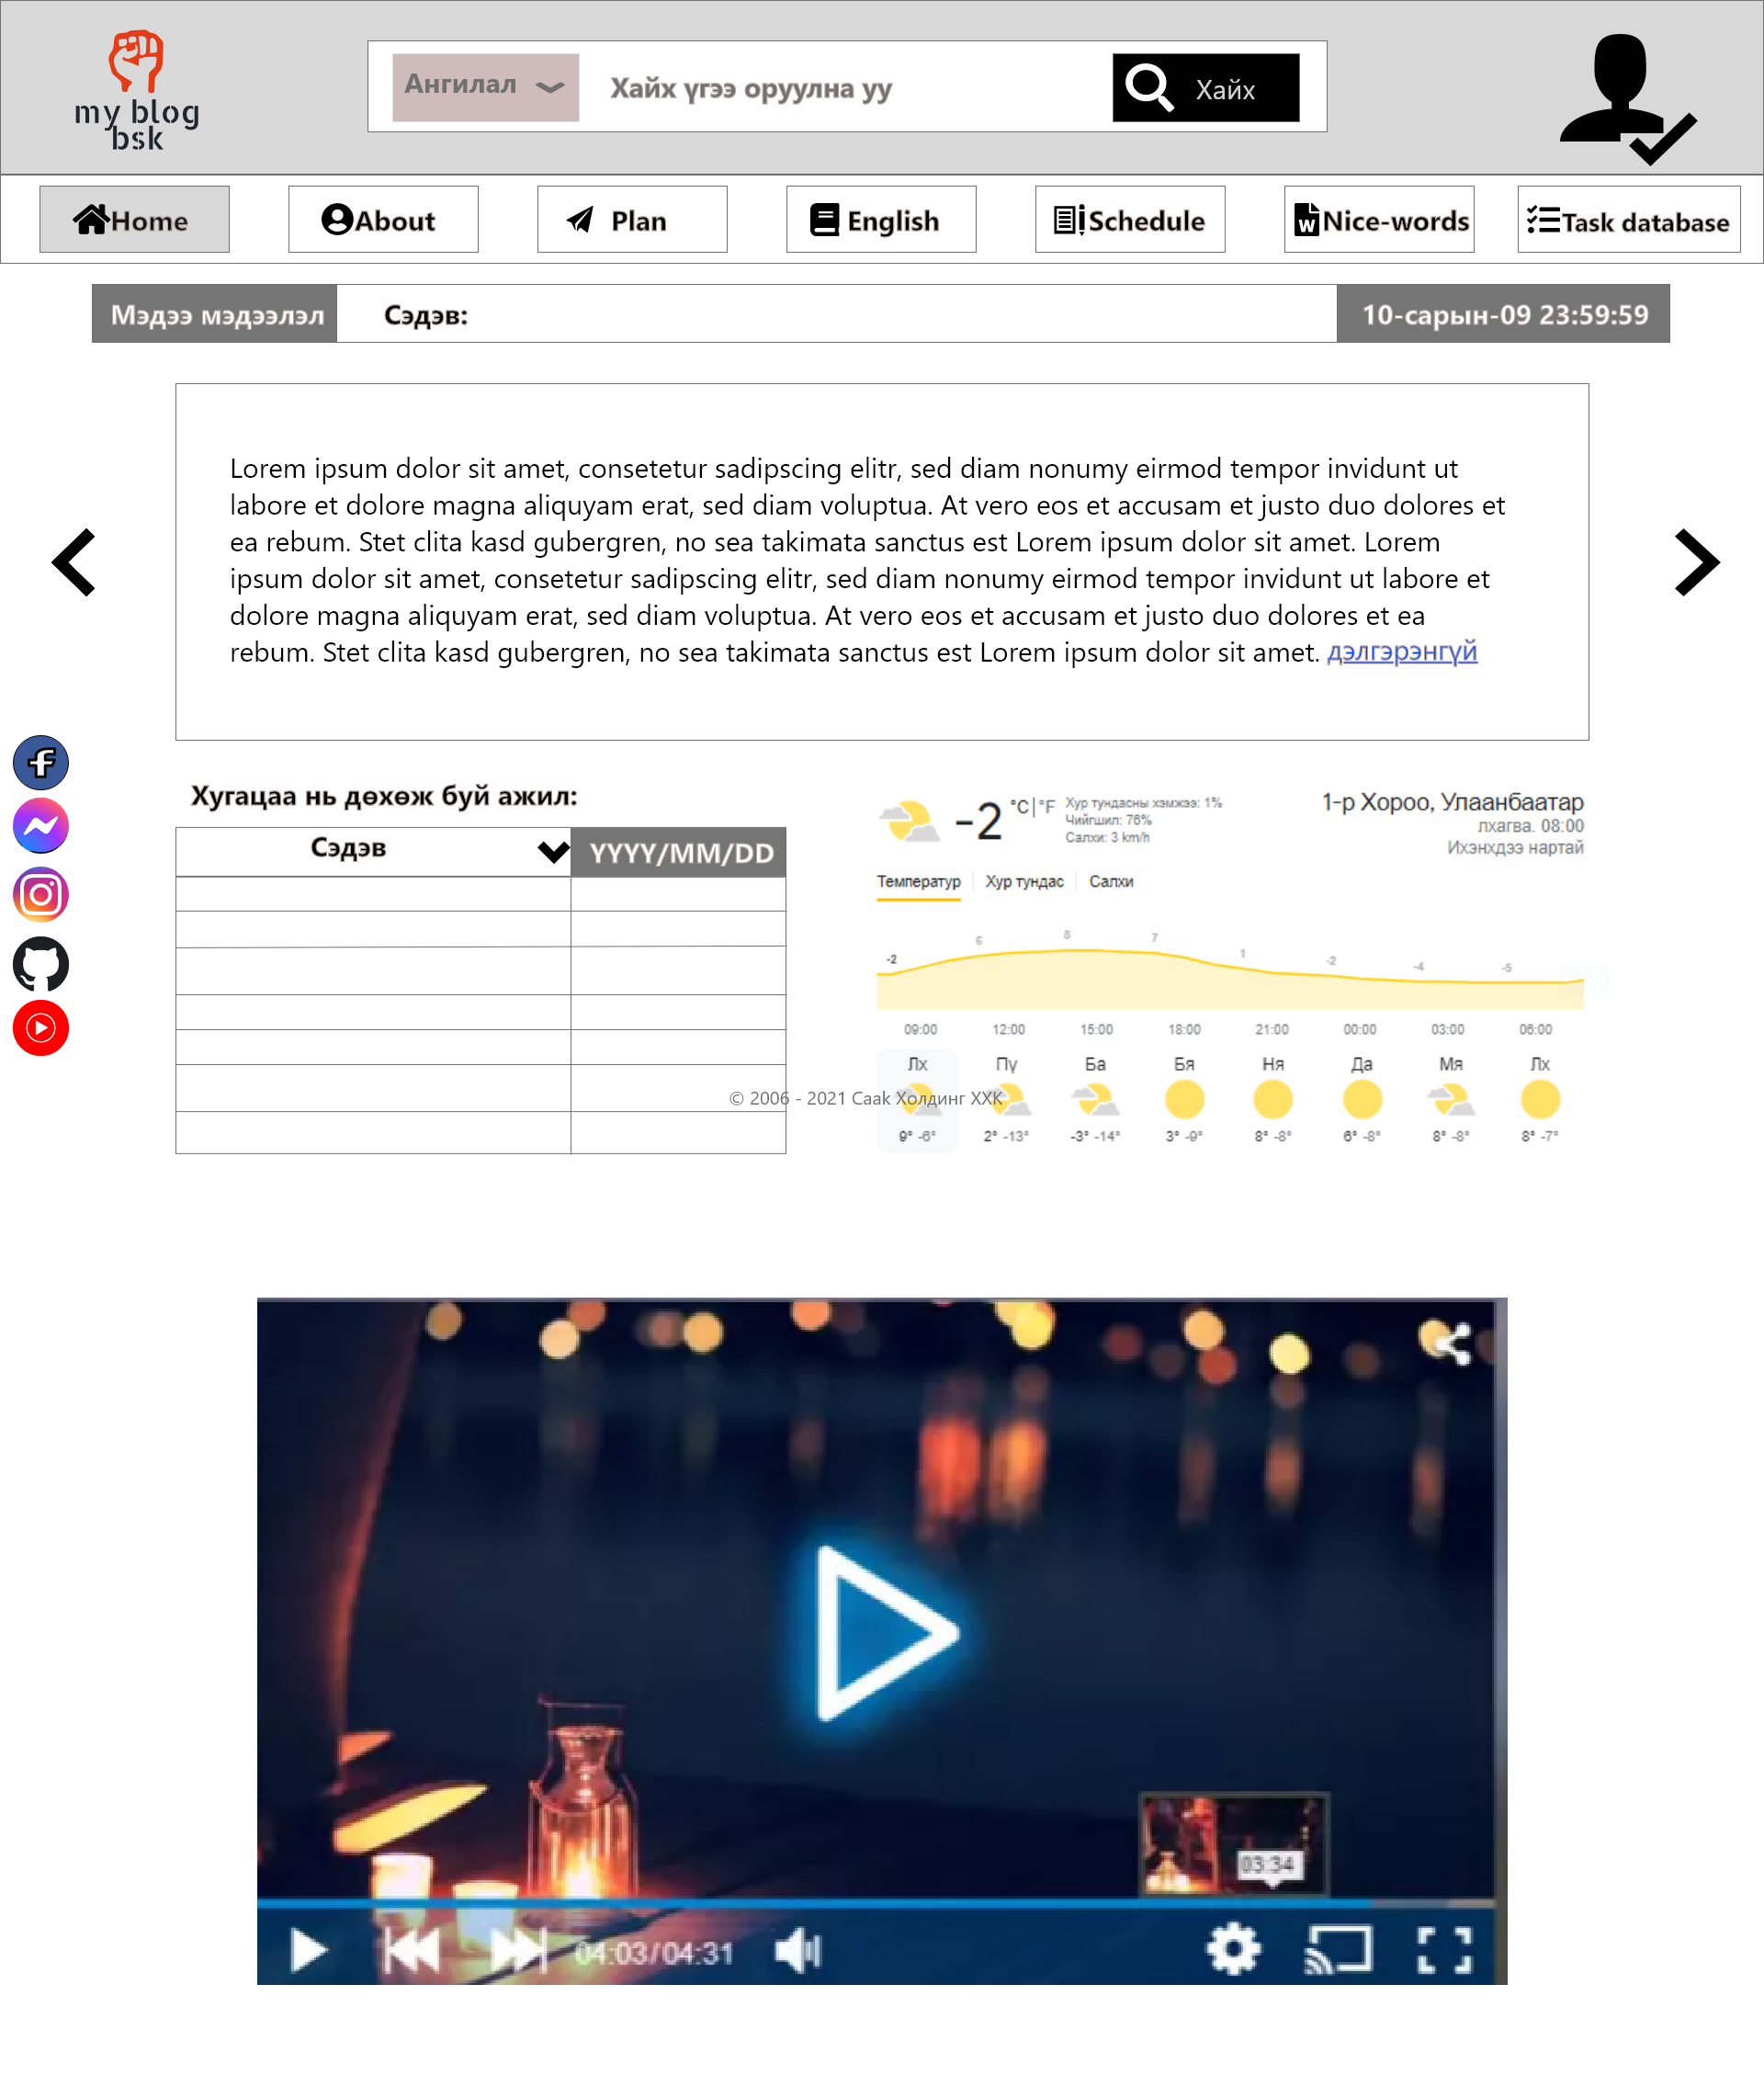 my blog
bsk
Ангилал
Хайх үгээ оруулна уу
Хайх
Home
About
Plan
English
Schedule
Nice-words
Task database
Мэдээ мэдээлэл
Сэдэв:
10-сарын-09 23:59:59
Lorem ipsum dolor sit amet, consetetur sadipscing elitr, sed diam nonumy eirmod tempor invidunt ut
labore et dolore magna aliquyam erat, sed diam voluptua. At vero eos et accusam et justo duo dolores et
ea rebum. Stet clita kasd gubergren, no sea takimata sanctus est Lorem ipsum dolor sit amet. Lorem
ipsum dolor sit amet, consetetur sadipscing elitr, sed diam nonumy eirmod tempor invidunt ut labore et
dolore magna aliquyam erat, sed diam voluptua. At vero eos et accusam et justo duo dolores et ea
rebum. Stet clita kasd gubergren, no sea takimata sanctus est Lorem ipsum dolor sit amet. дэлгэрэнгүй
Хугацаа нь дөхөж буй ажил:
Сэдэв
YYYY/MM/DD
-2 °C|°F
Хур тундасны хэмжээ: 1%
Чийгшил: 76%
Салхи: 3 km/h
1-р Хороо, Улаанбаатар
лхагва. 08:00
Ихэнхдээ нартай
Температур Хур тундас Салхи
-2 6 8 7 1 -2 -4 -5
09:00 12:00 15:00 18:00 21:00 00:00 03:00 06:00
Лх Пү Ба Бя Ня Да Мя Лх
© 2006 - 2021 Саак Холдинг ХХК
9° -6° 2° -13° -3° -14° 3° -9° 8° -8° 6° -8° 8° -8° 8° -7°
03:34
04:03/04:31